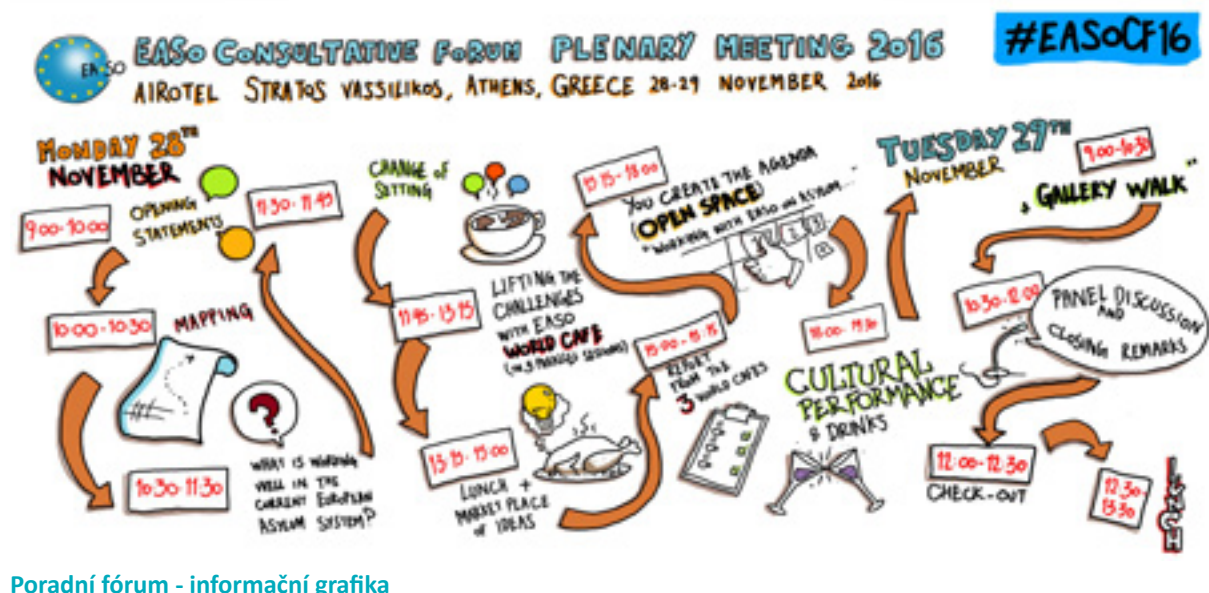 EASO
EASO CONSULTATIVE FORUM PLENARY MEETING 2016
#EASOCF16
AIROTEL STRATOS VASSILIKOS, ATHENS, GREECE 28-29 NOVEMBER 2016
MONDAY 28TH
NOVEMBER
9:00-10:00
OPENING
STATEMENTS
10:00-10:30
MAPPING
10:30-11:30
?
WHAT IS WORKING
WELL IN THE
CURRENT EUROPEAN
ASYLUM SYSTEM?
11:30-11:45
CHANGE of
SETTING
11:45-13:15
LIFTING THE
CHALLENGES
WITH EASO
WORLD CAFE
(in 3 PARALLEL SESSIONS)
13:15-15:00
LUNCH +
MARKET PLACE
of IDEAS
15:00-15:15
REPORT
FROM THE
3 WORLD CAFES
15:15-18:00
YOU CREATE THE AGENDA
(OPEN SPACE)
"WORKING WITH EASO ON ASYLUM..."
CULTURAL
PERFORMANCE
& DRINKS
TUESDAY 29TH
NOVEMBER
9:00-10:30
"GALLERY WALK"
10:30-12:00
PANEL DISCUSSION
AND
CLOSING REMARKS
12:00-12:30
CHECK-OUT
12:30-
13:30
LUNCH
Poradní fórum - informační grafika